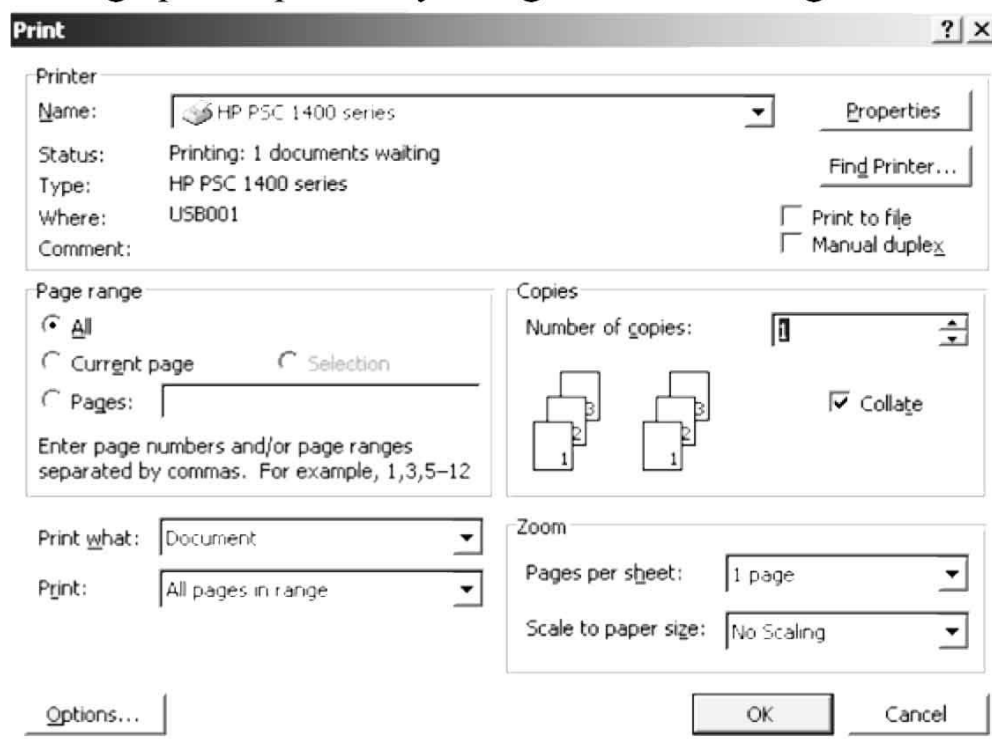 Print
? ×
Printer
Name: HP PSC 1400 series
Properties
Status: Printing: 1 documents waiting
Find Printer...
Type: HP PSC 1400 series
Where: USB001
Print to file
Manual duplex
Comment:
Page range
All
Current page
Selection
Pages:
Enter page numbers and/or page ranges
separated by commas. For example, 1,3,5–12
Copies
Number of copies: 1
3 3
2 2
1 1
Collate
Print what: Document
Print: All pages in range
Zoom
Pages per sheet: 1 page
Scale to paper size: No Scaling
Options...
OK
Cancel